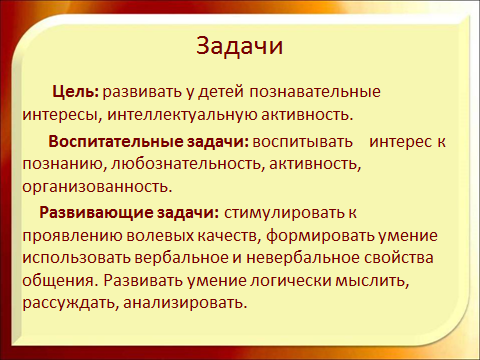 Задачи
Цель: развивать у детей познавательные
интересы, интеллектуальную активность.
Воспитательные задачи: воспитывать интерес к
познанию, любознательность, активность,
организованность.
Развивающие задачи: стимулировать к
проявлению волевых качеств, формировать умение
использовать вербальное и невербальное свойства
общения. Развивать умение логически мыслить,
рассуждать, анализировать.